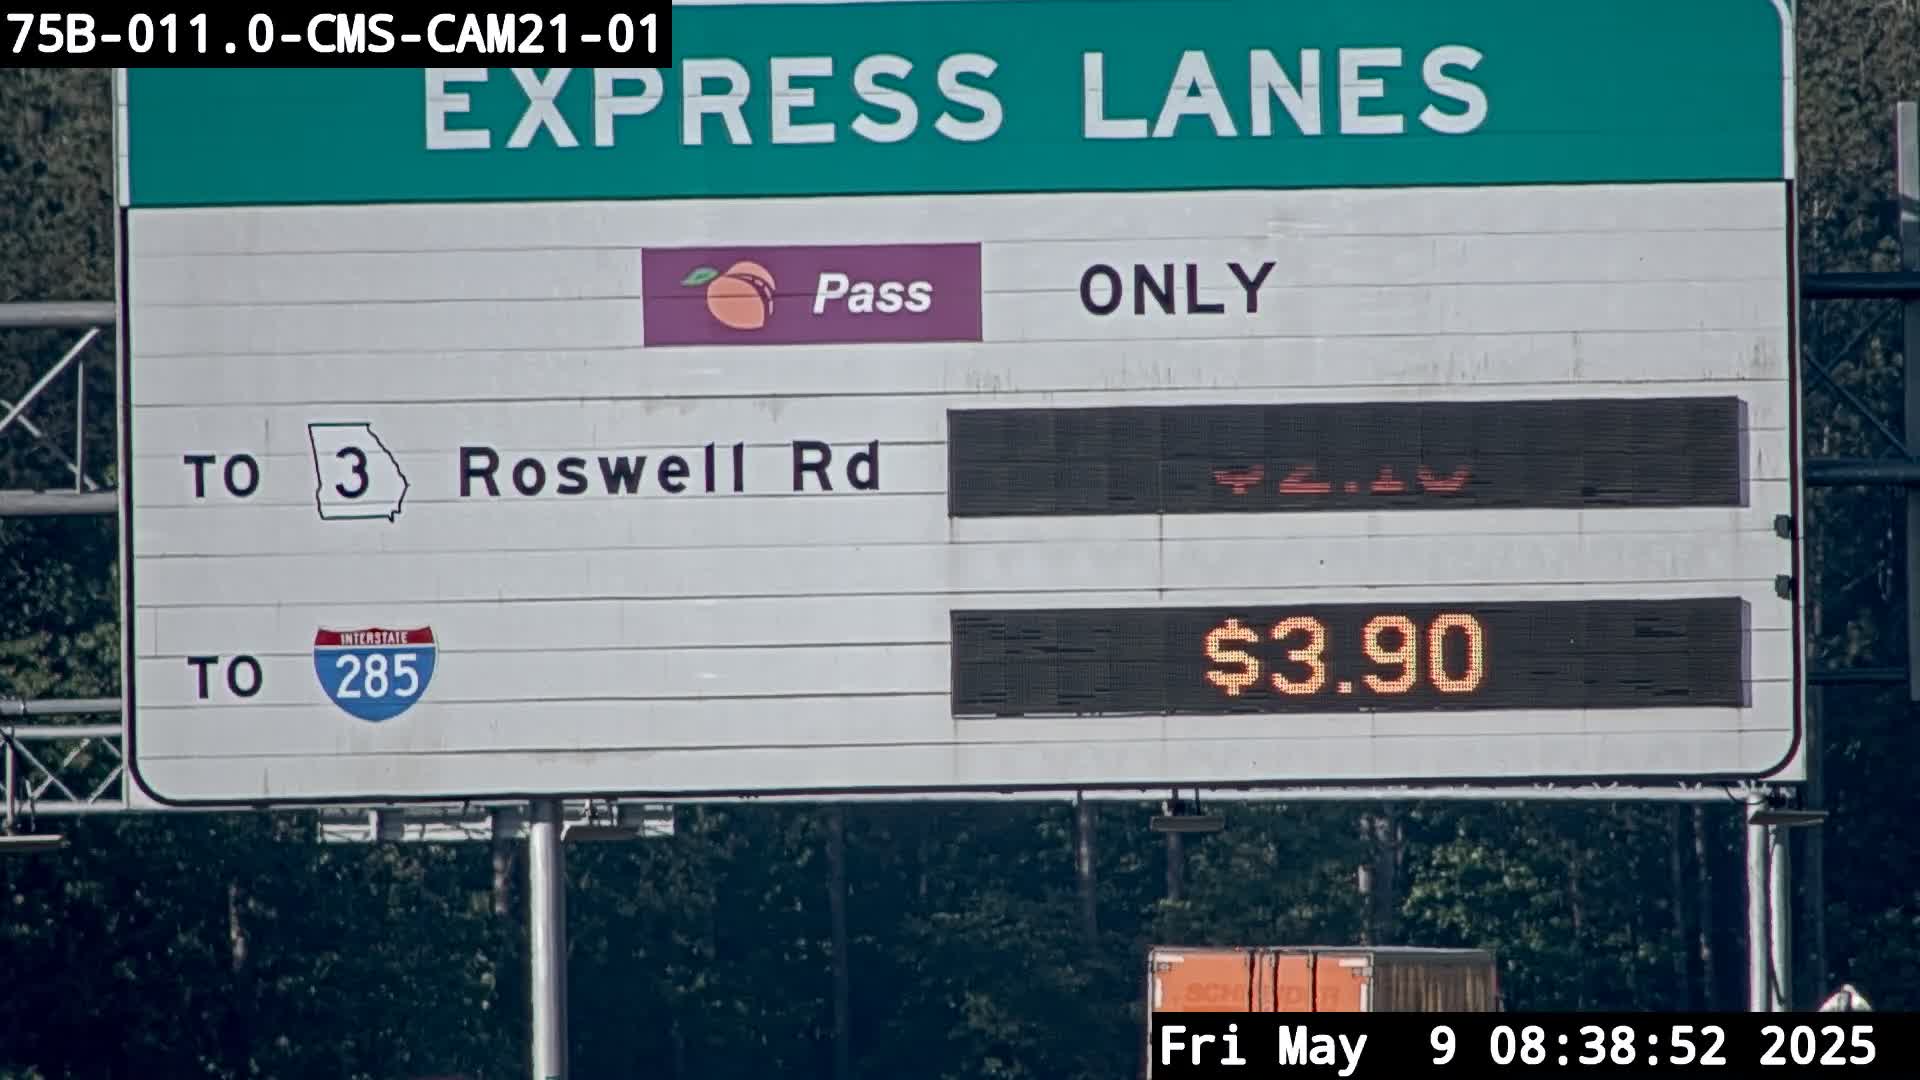 75B-011.0-CMS-CAM21-01
EXPRESS LANES
Pass ONLY
TO 3 Roswell Rd
TO INTERSTATE 285 $3.90
Fri May 9 08:38:52 2025